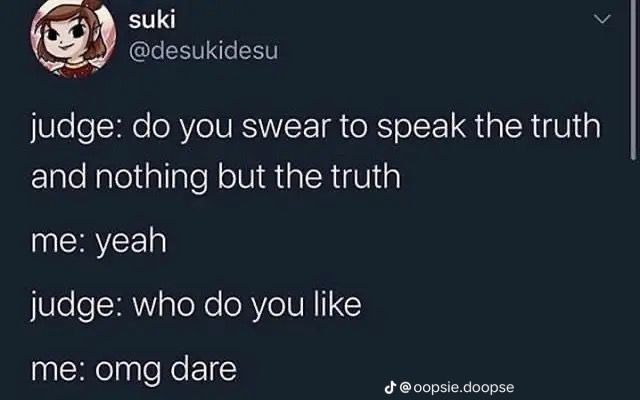 suki
@desukidesu
judge: do you swear to speak the truth
and nothing but the truth
me: yeah
judge: who do you like
me: omg dare
@oopsie.doopse